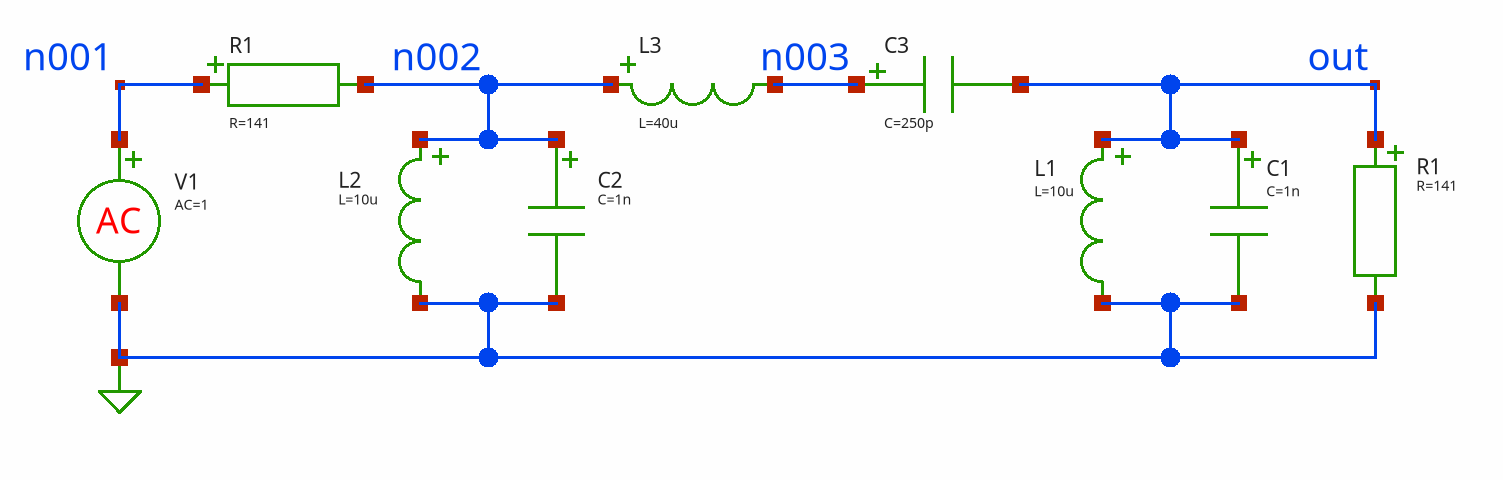 n001
R1
R=141
n002
L3
L=40u
n003
C3
C=250p
out
AC
V1
AC=1
L2
L=10u
C2
C=1n
L1
L=10u
C1
C=1n
R1
R=141